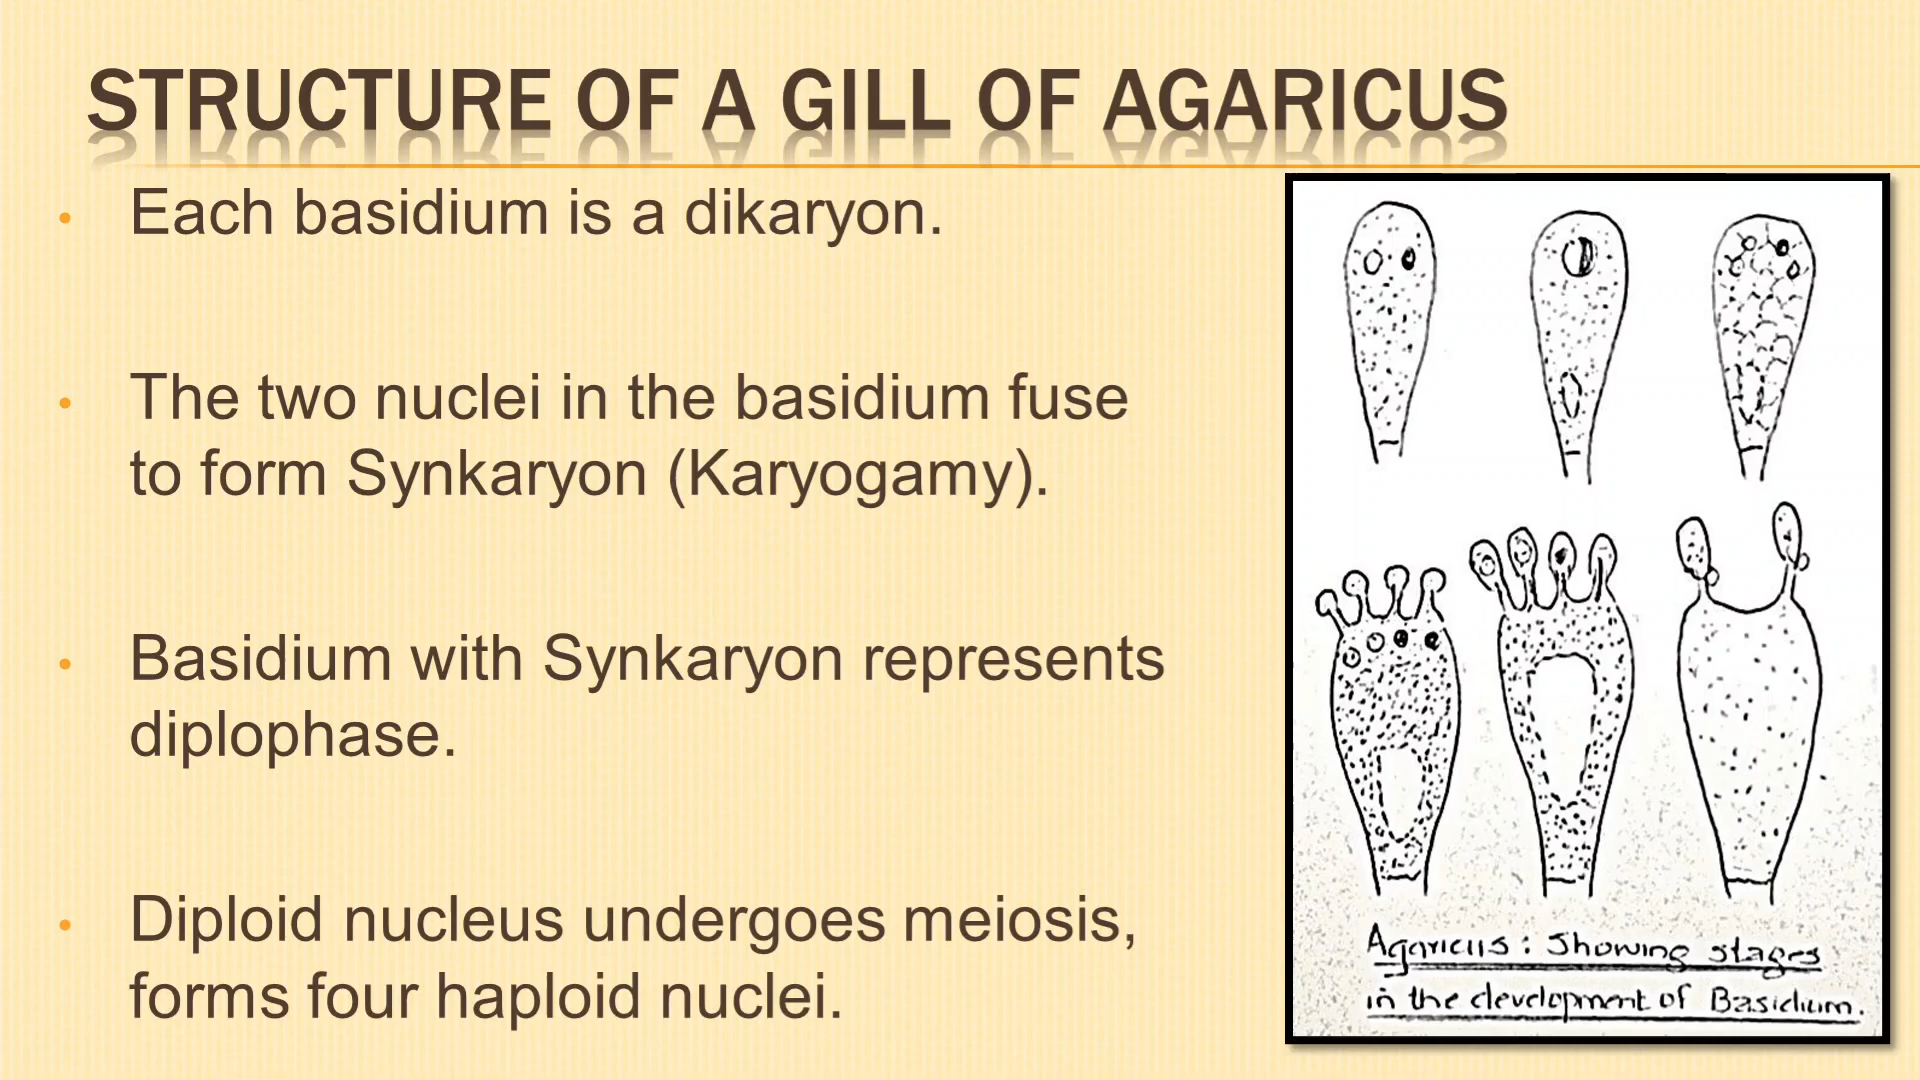 STRUCTURE OF A GILL OF AGARICUS
• Each basidium is a dikaryon.
• The two nuclei in the basidium fuse
to form Synkaryon (Karyogamy).
• Basidium with Synkaryon represents
diplophase.
• Diploid nucleus undergoes meiosis,
forms four haploid nuclei.
Agaricus : Showing stages
in the development of Basidium.